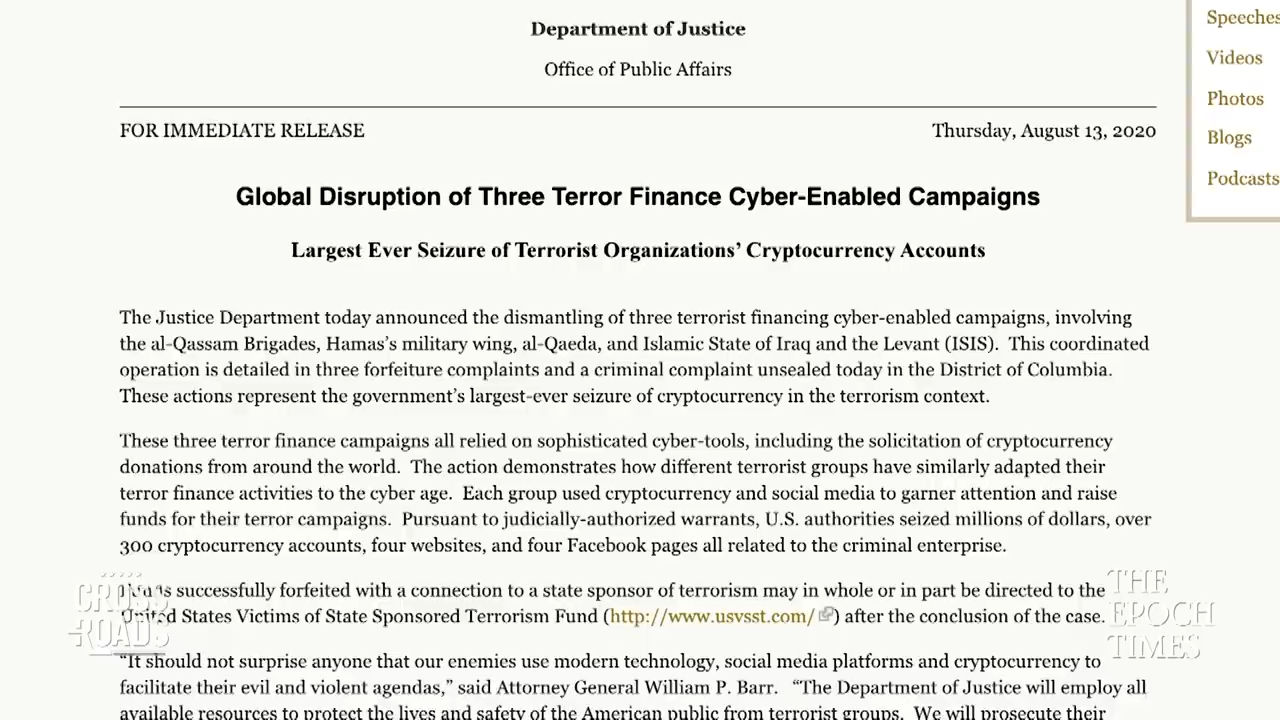 Department of Justice
Office of Public Affairs
FOR IMMEDIATE RELEASE
Thursday, August 13, 2020
Global Disruption of Three Terror Finance Cyber-Enabled Campaigns
Largest Ever Seizure of Terrorist Organizations’ Cryptocurrency Accounts
The Justice Department today announced the dismantling of three terrorist financing cyber-enabled campaigns, involving
the al-Qassam Brigades, Hamas’s military wing, al-Qaeda, and Islamic State of Iraq and the Levant (ISIS).  This coordinated
operation is detailed in three forfeiture complaints and a criminal complaint unsealed today in the District of Columbia.
These actions represent the government’s largest-ever seizure of cryptocurrency in the terrorism context.
These three terror finance campaigns all relied on sophisticated cyber-tools, including the solicitation of cryptocurrency
donations from around the world.  The action demonstrates how different terrorist groups have similarly adapted their
terror finance activities to the cyber age.  Each group used cryptocurrency and social media to garner attention and raise
funds for their terror campaigns.  Pursuant to judicially-authorized warrants, U.S. authorities seized millions of dollars, over
300 cryptocurrency accounts, four websites, and four Facebook pages all related to the criminal enterprise.
successfully forfeited with a connection to a state sponsor of terrorism may in whole or in part be directed to the
United States Victims of State Sponsored Terrorism Fund (http://www.usvsst.com/) after the conclusion of the case.
“It should not surprise anyone that our enemies use modern technology, social media platforms and cryptocurrency to
facilitate their evil and violent agendas,” said Attorney General William P. Barr.  “The Department of Justice will employ all
available resources to protect the lives and safety of the American public from terrorist groups.  We will prosecute their
Speeches
Videos
Photos
Blogs
Podcasts
CROSS
ROADS
THE
EPOCH
TIMES